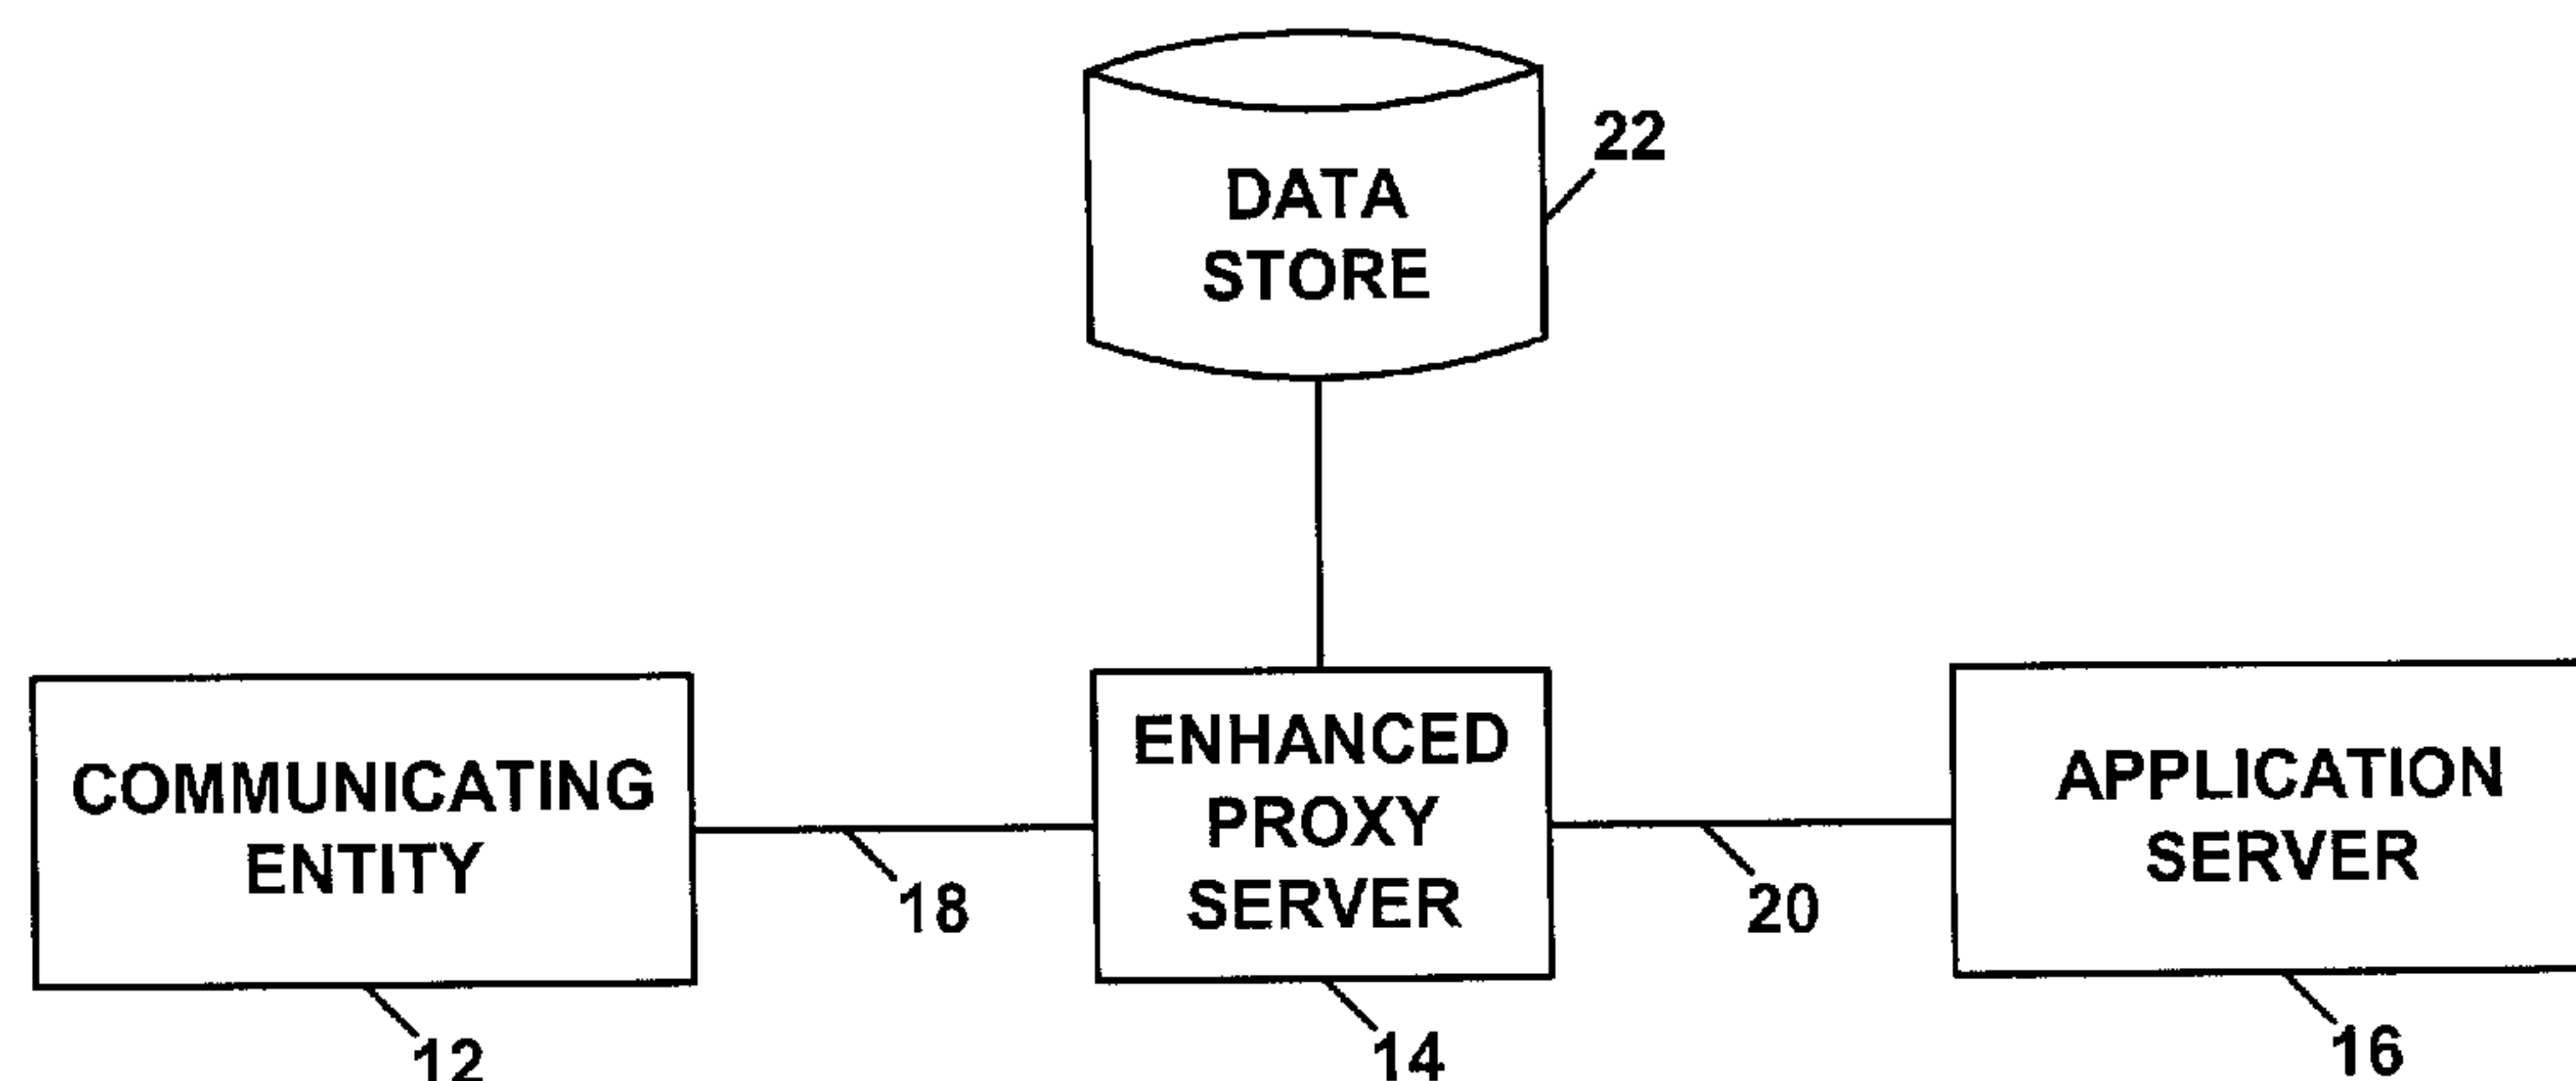 DATA
STORE
22
COMMUNICATING
ENTITY
ENHANCED
PROXY
SERVER
APPLICATION
SERVER
18
20
12
14
16